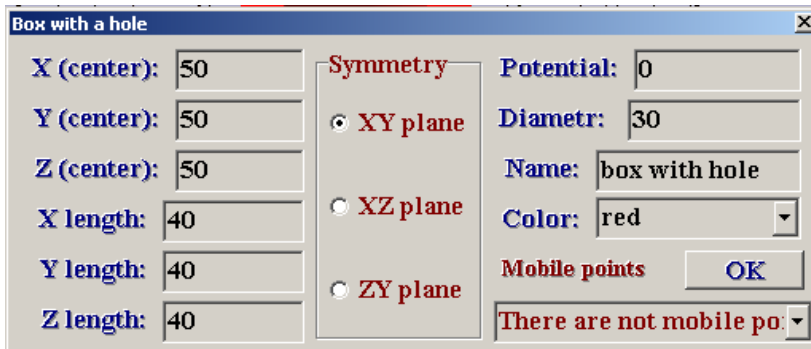 Box with a hole
X (center): 50
Y (center): 50
Z (center): 50
X length: 40
Y length: 40
Z length: 40
Symmetry
XY plane
XZ plane
ZY plane
Potential: 0
Diametr: 30
Name: box with hole
Color: red
Mobile points OK
There are not mobile po